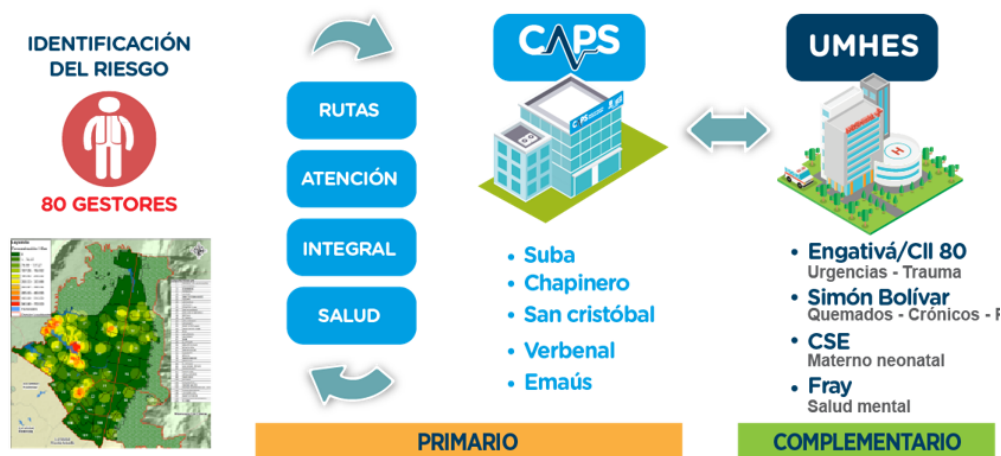 IDENTIFICACIÓN
DEL RIESGO
80 GESTORES
RUTAS
ATENCIÓN
INTEGRAL
SALUD
CAPS
• Suba
• Chapinero
• San cristóbal
• Verbenal
• Emaús
PRIMARIO
UMHES
• Engativá/Cll 80
Urgencias - Trauma
• Simón Bolívar
Quemados - Crónicos -
• CSE
Materno neonatal
• Fray
Salud mental
COMPLEMENTARIO